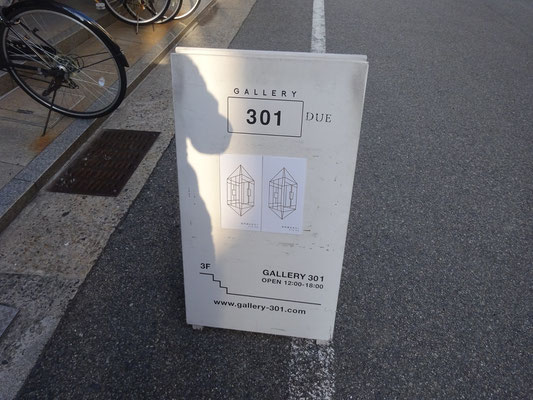 GALLERY
301 DUE
3F
GALLERY 301
OPEN 12:00-18:00
www.gallery-301.com